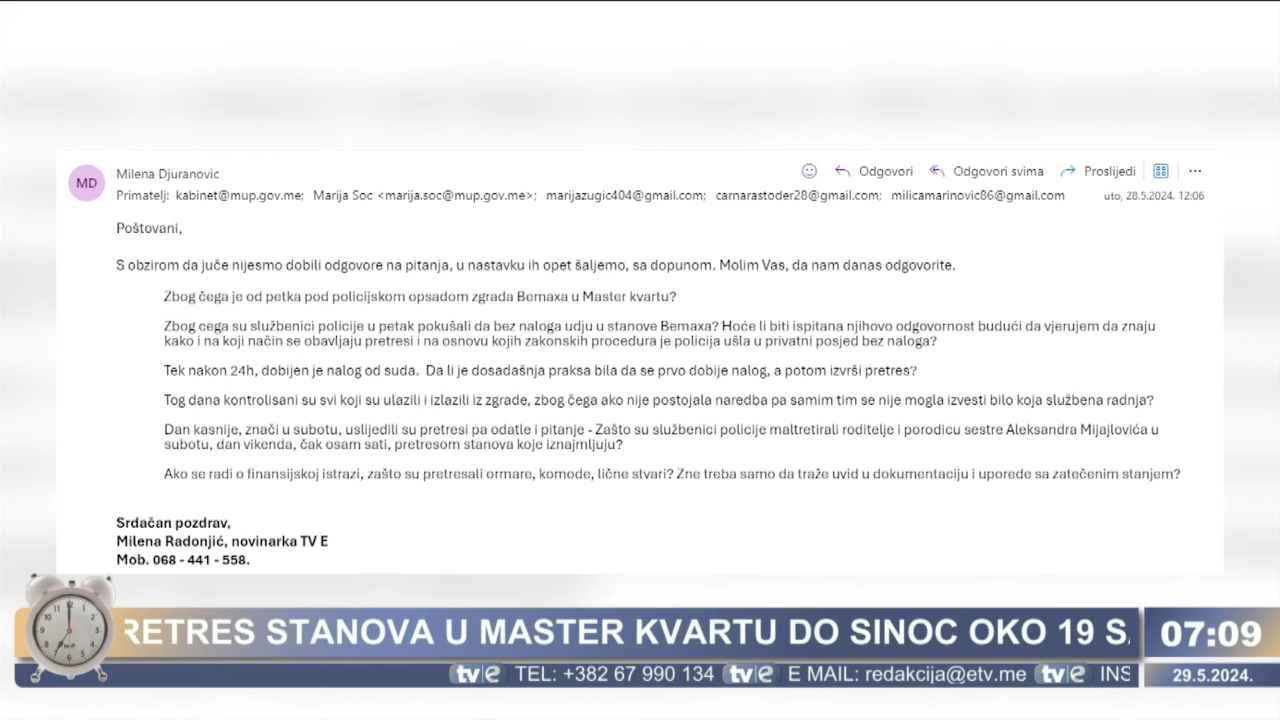 MD
Milena Djuranovic
Odgovori
Odgovori svima
Proslijedi
Primatelj: kabinet@mup.gov.me; Marija Soc <marija.soc@mup.gov.me>; marijazugic404@gmail.com; carnarastoder28@gmail.com; milicamarinovic86@gmail.com
uto, 28.5.2024. 12:06
Poštovani,
S obzirom da juče nijesmo dobili odgovore na pitanja, u nastavku ih opet šaljemo, sa dopunom. Molim Vas, da nam danas odgovorite.
Zbog čega je od petka pod policijskom opsadom zgrada Bemaxa u Master kvartu?
Zbog cega su službenici policije u petak pokušali da bez naloga udju u stanove Bemaxa? Hoće li biti ispitana njihovo odgovornost budući da vjerujem da znaju
kako i na koji način se obavljaju pretresi i na osnovu kojih zakonskih procedura je policija ušla u privatni posjed bez naloga?
Tek nakon 24h, dobijen je nalog od suda. Da li je dosadašnja praksa bila da se prvo dobije nalog, a potom izvrši pretres?
Tog dana kontrolisani su svi koji su ulazili i izlazili iz zgrade, zbog čega ako nije postojala naredba pa samim tim se nije mogla izvesti bilo koja službena radnja?
Dan kasnije, znači u subotu, uslijedili su pretresi pa odatle i pitanje - Zašto su službenici policije maltretirali roditelje i porodicu sestre Aleksandra Mijajlovića u
subotu, dan vikenda, čak osam sati, pretresom stanova koje iznajmljuju?
Ako se radi o finansijskoj istrazi, zašto su pretresali ormare, komode, lične stvari? Zne treba samo da traže uvid u dokumentaciju i uporede sa zatečenim stanjem?
Srdačan pozdrav,
Milena Radonjić, novinarka TV E
Mob. 068 - 441 - 558.
RETRES STANOVA U MASTER KVARTU DO SINOC OKO 19 S
07:09
tve TEL: +382 67 990 134 tve E MAIL: redakcija@etv.me tve INS
29.5.2024.